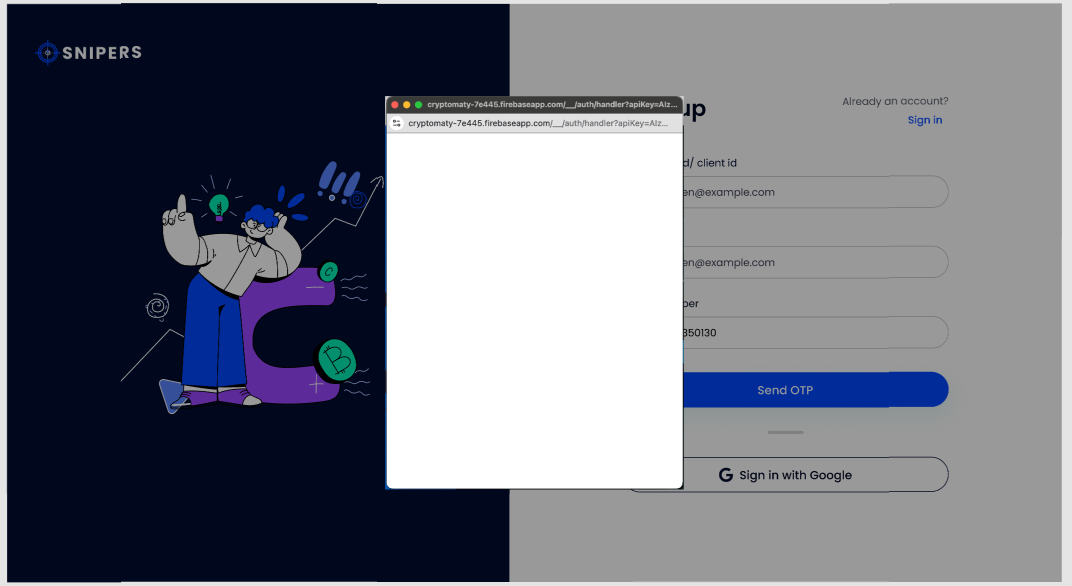 SNIPERS
cryptomaty-7e445.firebaseapp.com/__/auth/handler?apiKey=AIz...
cryptomaty-7e445.firebaseapp.com/__/auth/handler?apiKey=AIz...
up
Already an account?
Sign in
d/ client id
en@example.com
en@example.com
ber
350130
Send OTP
G Sign in with Google